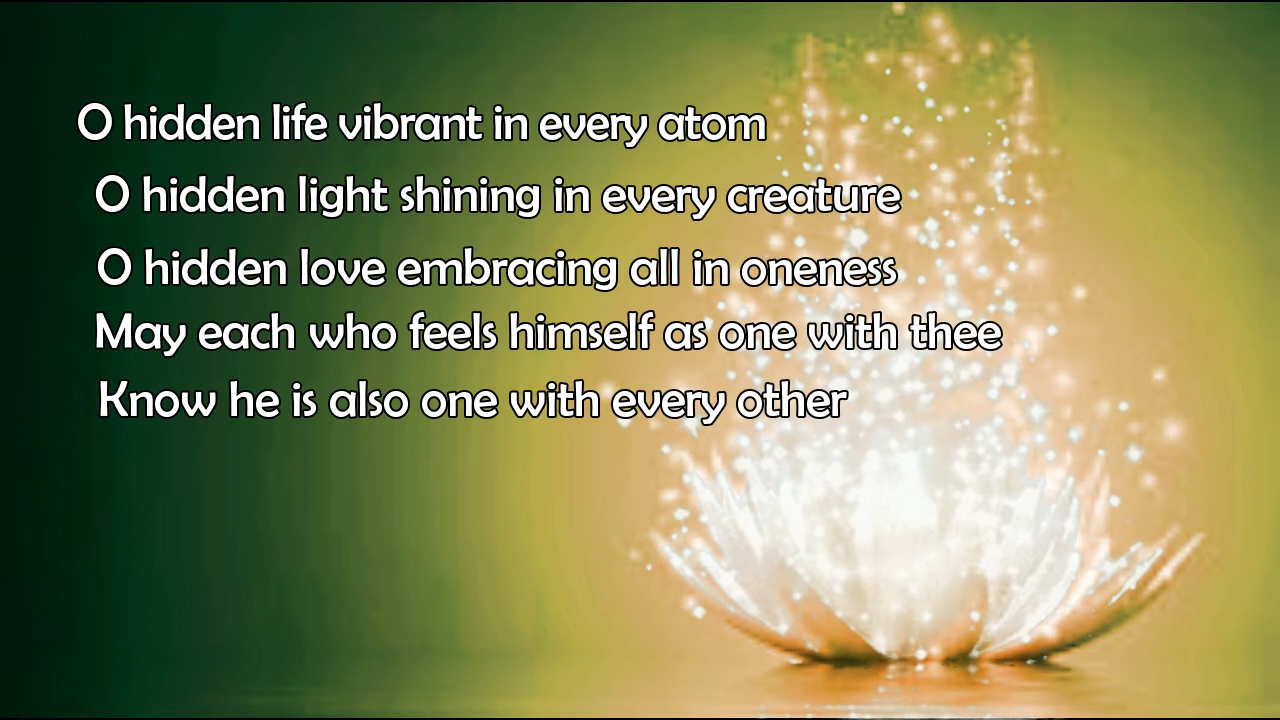 O hidden life vibrant in every atom
O hidden light shining in every creature
O hidden love embracing all in oneness
May each who feels himself as one with thee
Know he is also one with every other